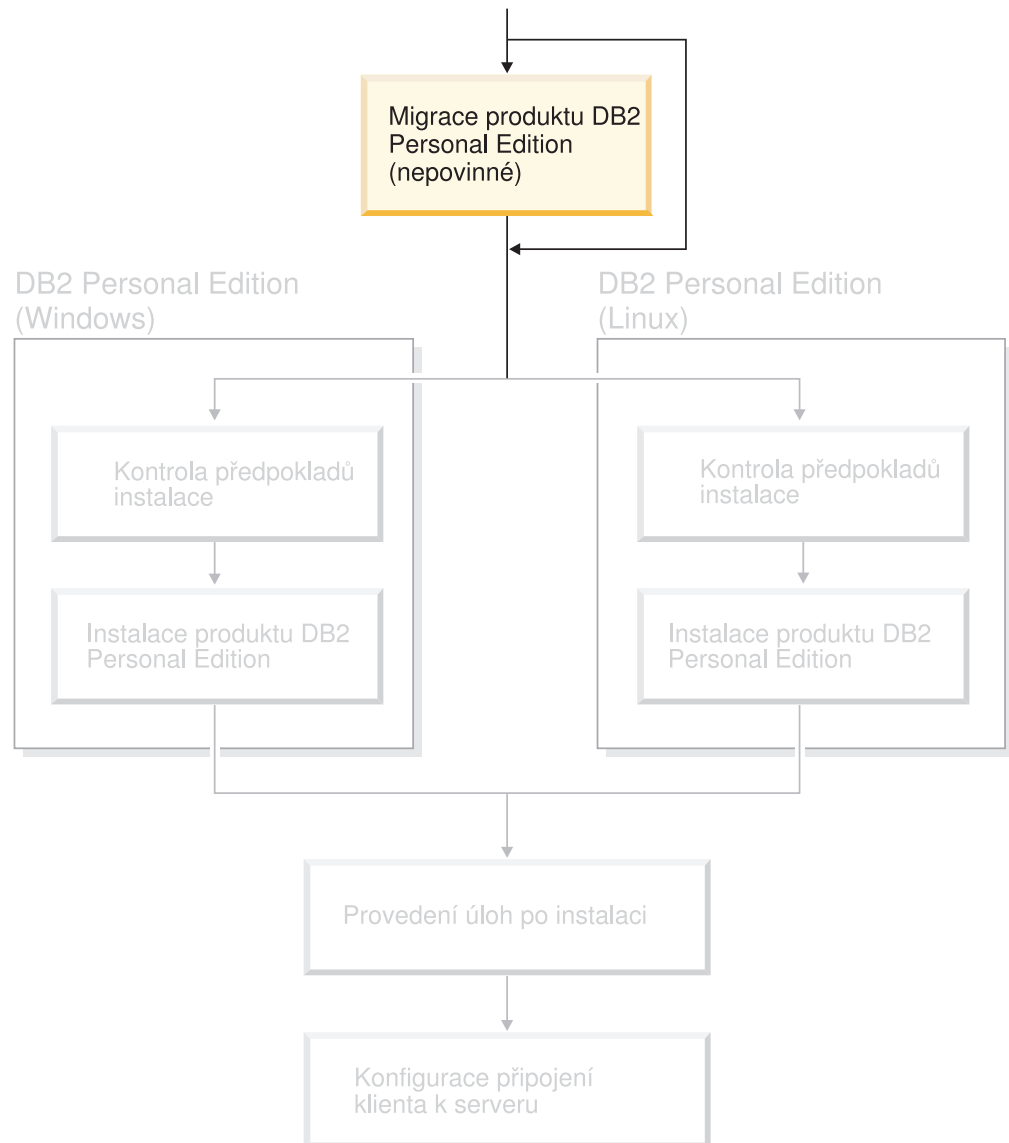 Migrace produktu DB2
Personal Edition
(nepovinné)
DB2 Personal Edition
(Windows)
DB2 Personal Edition
(Linux)
Kontrola předpokladů
instalace
Kontrola předpokladů
instalace
Instalace produktu DB2
Personal Edition
Instalace produktu DB2
Personal Edition
Provedení úloh po instalaci
Konfigurace připojení
klienta k serveru